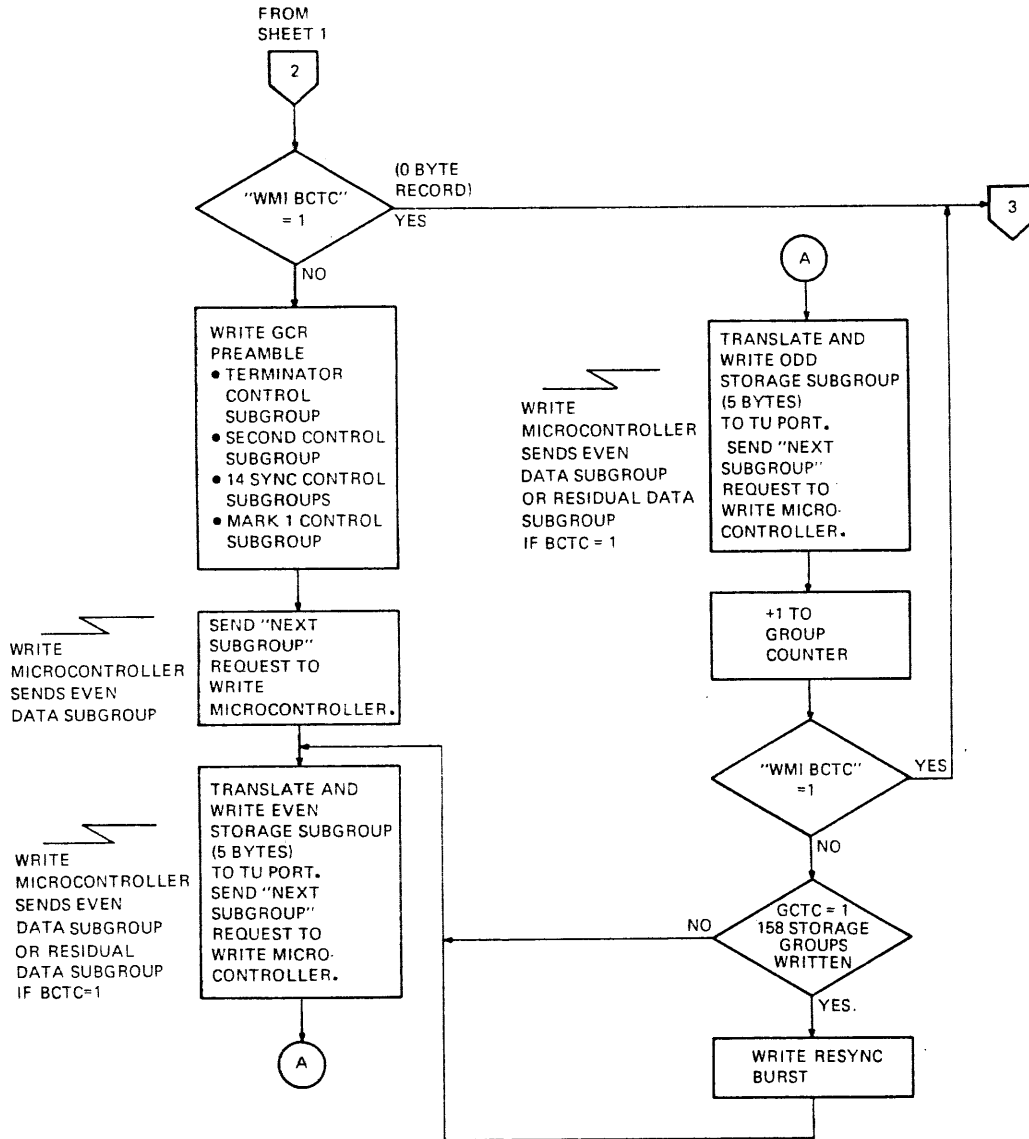 FROM
SHEET 1
2
"WMI BCTC"
= 1
(0 BYTE
RECORD)
YES
3
NO
WRITE GCR
PREAMBLE
• TERMINATOR
CONTROL
SUBGROUP
• SECOND CONTROL
SUBGROUP
• 14 SYNC CONTROL
SUBGROUPS
• MARK 1 CONTROL
SUBGROUP
WRITE
MICROCONTROLLER
SENDS EVEN
DATA SUBGROUP
SEND "NEXT
SUBGROUP"
REQUEST TO
WRITE
MICROCONTROLLER.
WRITE
MICROCONTROLLER
SENDS EVEN
DATA SUBGROUP
OR RESIDUAL
DATA SUBGROUP
IF BCTC=1
TRANSLATE AND
WRITE EVEN
STORAGE SUBGROUP
(5 BYTES)
TO TU PORT.
SEND "NEXT
SUBGROUP"
REQUEST TO
WRITE MICRO-
CONTROLLER.
A
A
WRITE
MICROCONTROLLER
SENDS EVEN
DATA SUBGROUP
OR RESIDUAL DATA
SUBGROUP
IF BCTC = 1
TRANSLATE AND
WRITE ODD
STORAGE SUBGROUP
(5 BYTES)
TO TU PORT.
SEND "NEXT
SUBGROUP"
REQUEST TO
WRITE MICRO-
CONTROLLER.
+1 TO
GROUP
COUNTER
"WMI BCTC"
=1
YES
NO
GCTC = 1
158 STORAGE
GROUPS
WRITTEN
NO
YES.
WRITE RESYNC
BURST